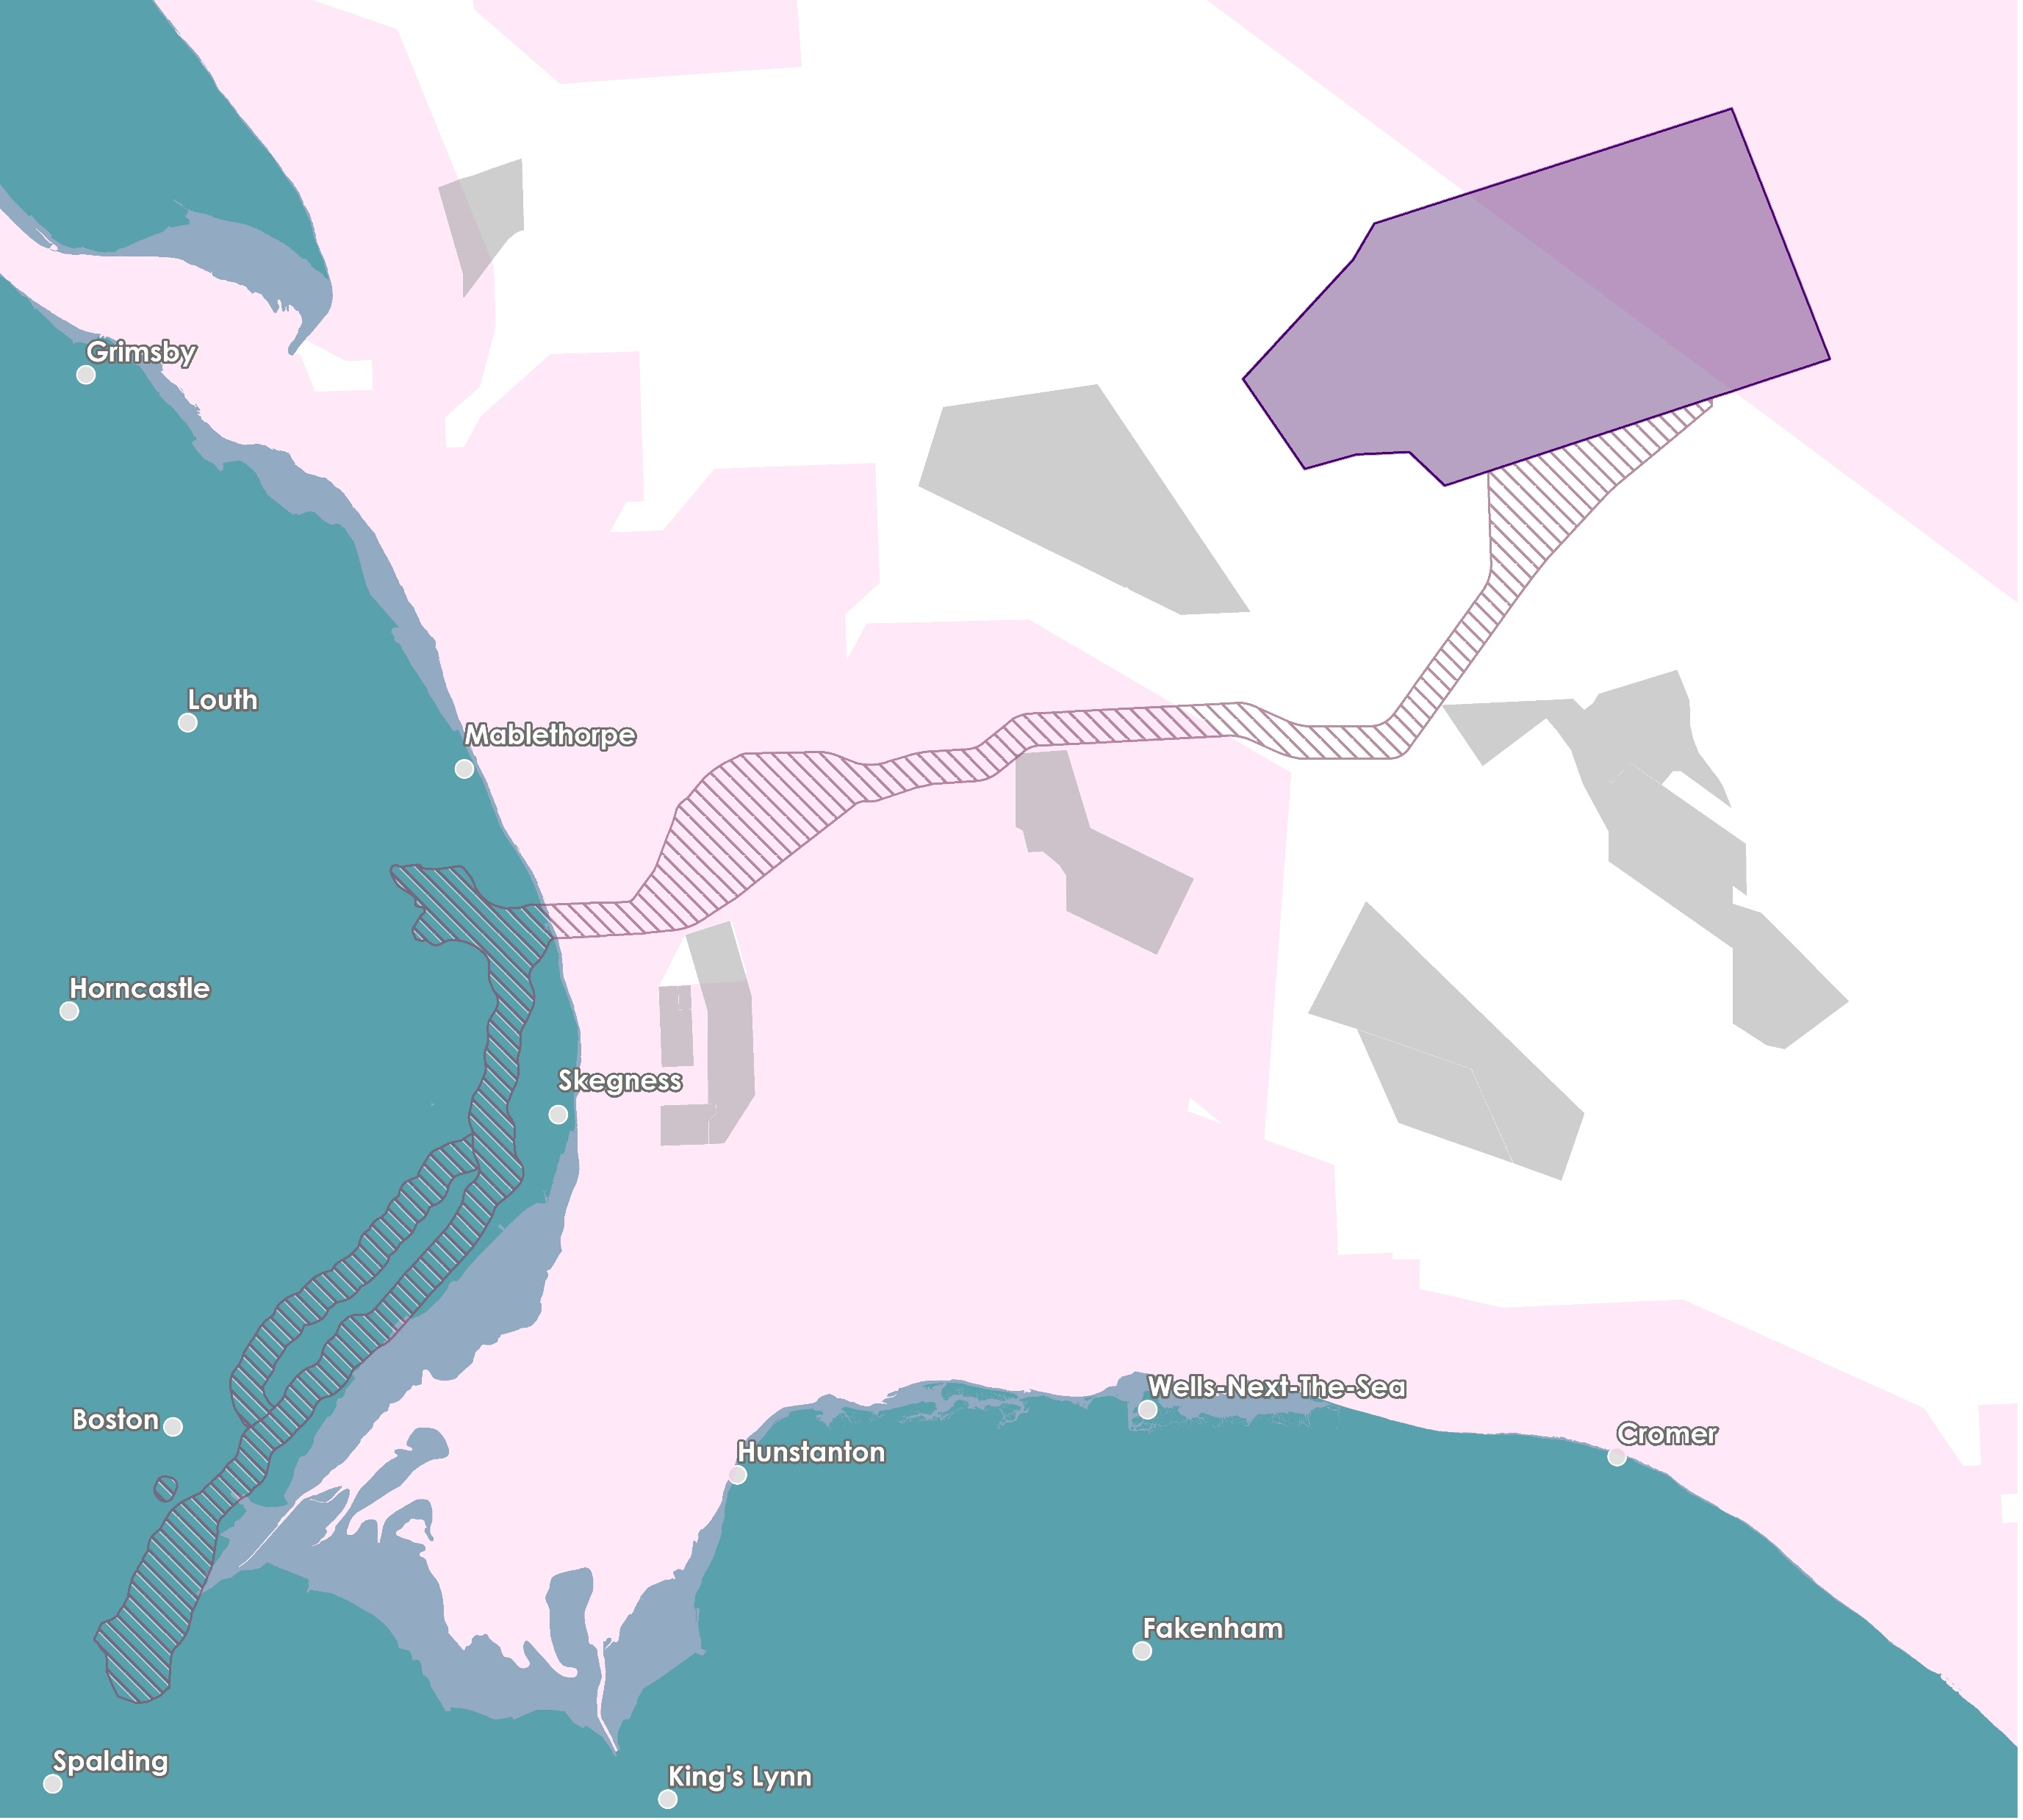 Grimsby
Louth
Mablethorpe
Horncastle
Skegness
Wells-Next-The-Sea
Boston
Cromer
Hunstanton
Fakenham
Spalding
King's Lynn